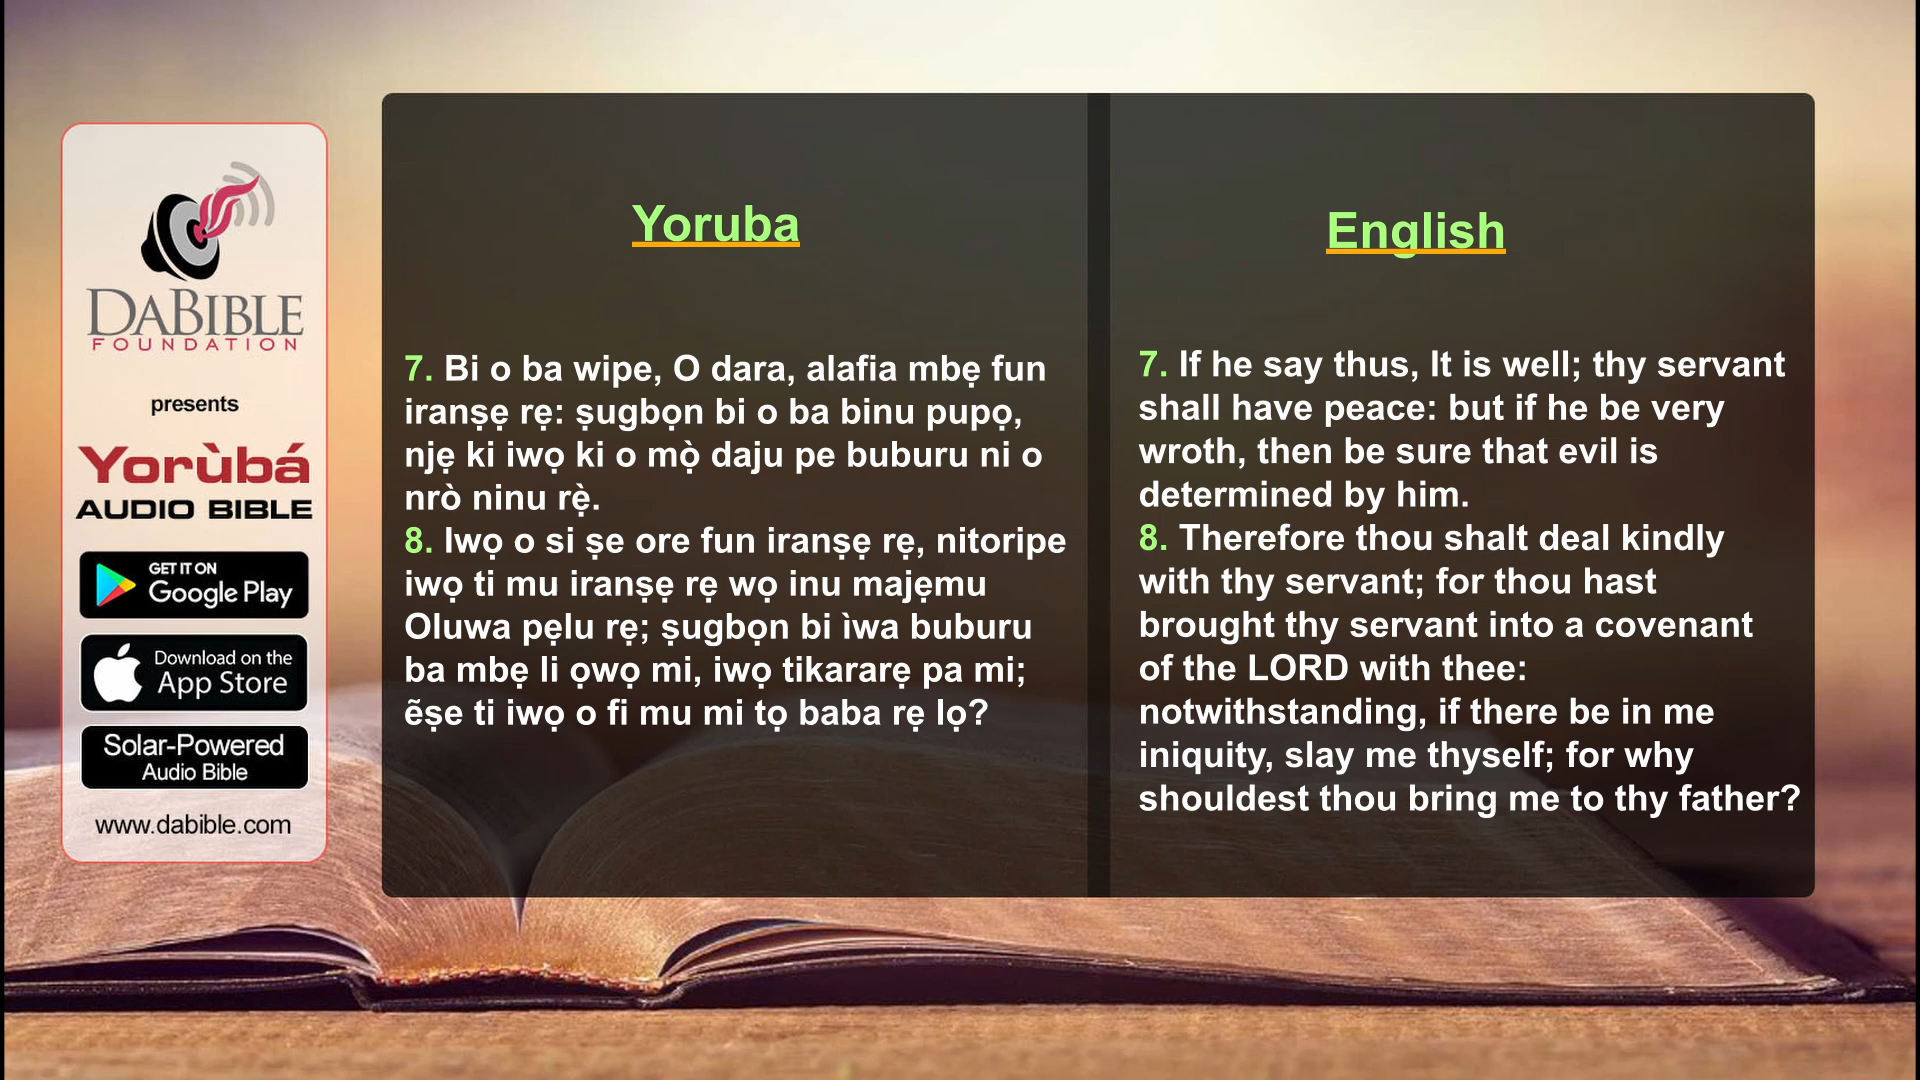 DABIBLE
FOUNDATION
presents
Yorùbá
AUDIO BIBLE
GET IT ON
Google Play
Download on the
App Store
Solar-Powered
Audio Bible
www.dabible.com
Yoruba
7. Bi o ba wipe, O dara, alafia mbẹ fun
iranṣẹ rẹ: ṣugbọn bi o ba binu pupọ,
njẹ ki iwọ ki o mọ̀ daju pe buburu ni o
nrò ninu rẹ̀.
8. Iwọ o si ṣe ore fun iranṣẹ rẹ, nitoripe
iwọ ti mu iranṣẹ rẹ wọ inu majẹmu
Oluwa pẹlu rẹ; ṣugbọn bi ìwa buburu
ba mbẹ li ọwọ mi, iwọ tikararẹ pa mi;
ẽṣe ti iwọ o fi mu mi tọ baba rẹ lọ?
English
7. If he say thus, It is well; thy servant
shall have peace: but if he be very
wroth, then be sure that evil is
determined by him.
8. Therefore thou shalt deal kindly
with thy servant; for thou hast
brought thy servant into a covenant
of the LORD with thee:
notwithstanding, if there be in me
iniquity, slay me thyself; for why
shouldest thou bring me to thy father?